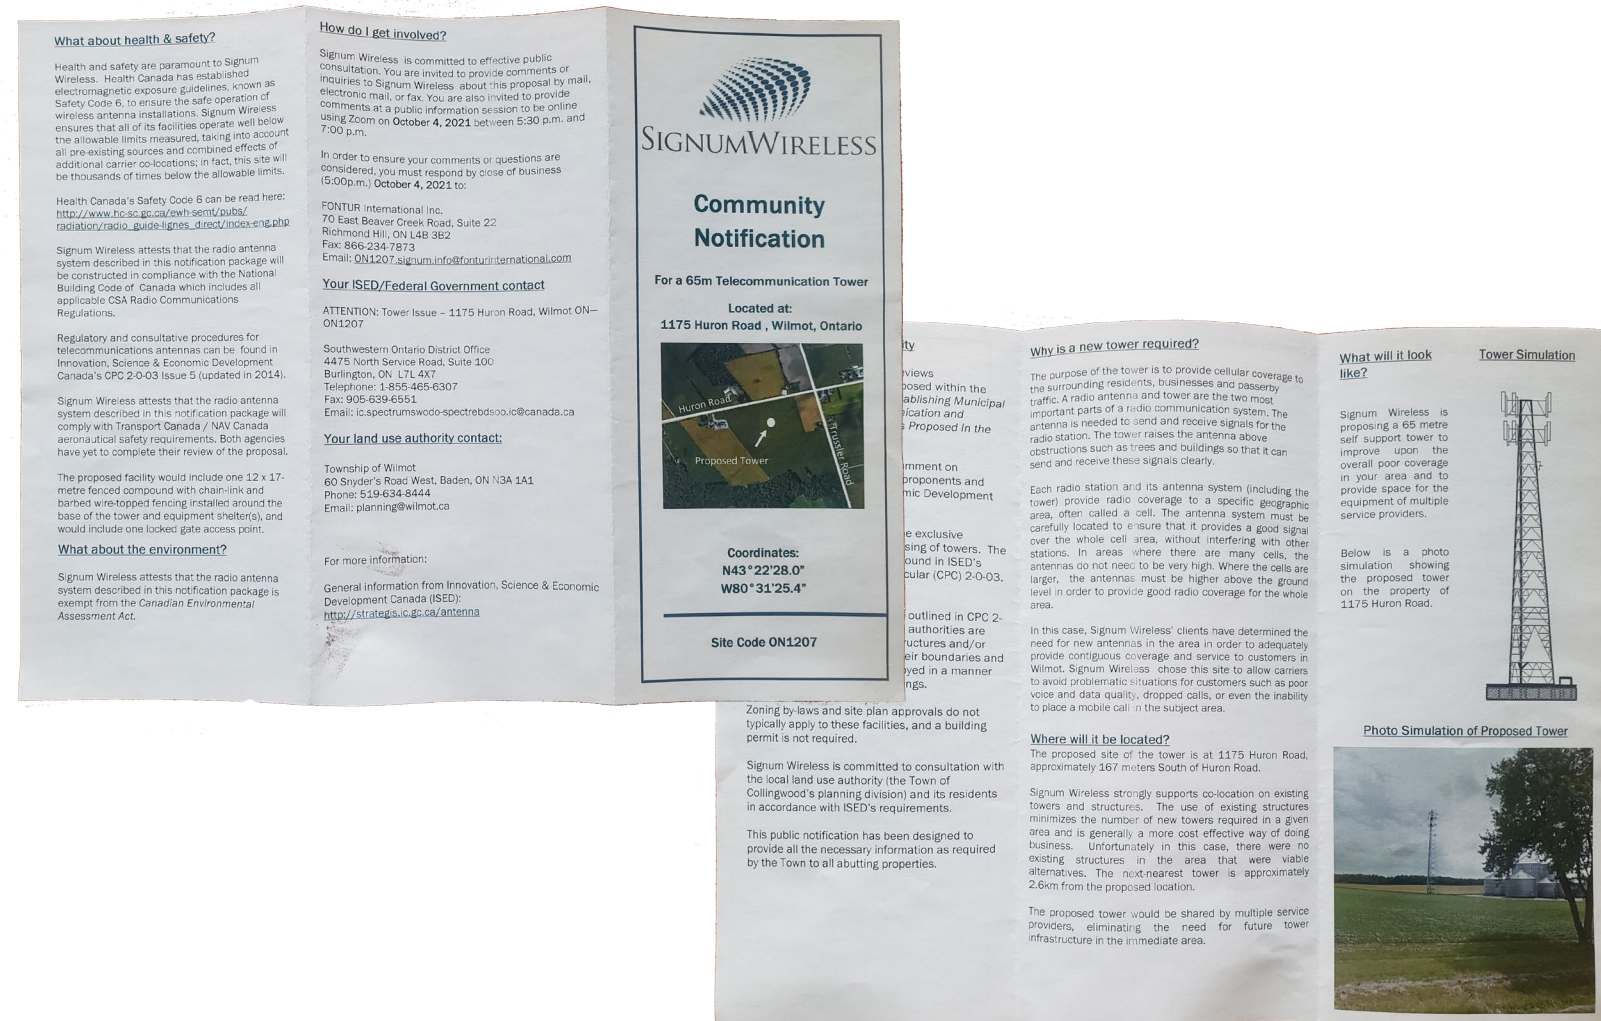 What about health & safety?
Health and safety are paramount to Signum
Wireless. Health Canada has established
electromagnetic exposure guidelines, known as
Safety Code 6, to ensure the safe operation of
wireless antenna installations. Signum Wireless
ensures that all of its facilities operate well below
the allowable limits measured, taking into account
all pre-existing sources and combined effects of
additional carrier co-locations; in fact, this site will
be thousands of times below the allowable limits.
Health Canada's Safety Code 6 can be read here:
http://www.hc-sc.gc.ca/ewh-semt/pubs/
radiation/radio_guide-lignes_direct/index-eng.php
Signum Wireless attests that the radio antenna
system described in this notification package will
be constructed in compliance with the National
Building Code of Canada which includes all
applicable CSA Radio Communications
Regulations.
Regulatory and consultative procedures for
telecommunications antennas can be found in
Innovation, Science & Economic Development
Canada's CPC 2-0-03 Issue 5 (updated in 2014).
Signum Wireless attests that the radio antenna
system described in this notification package will
comply with Transport Canada / NAV Canada
aeronautical safety requirements. Both agencies
have yet to complete their review of the proposal.
The proposed facility would include one 12 x 17-
metre fenced compound with chain-link and
barbed wire-topped fencing installed around the
base of the tower and equipment shelter(s), and
would include one locked gate access point.
What about the environment?
Signum Wireless attests that the radio antenna
system described in this notification package is
exempt from the Canadian Environmental
Assessment Act.
How do I get involved?
Signum Wireless is committed to effective public
consultation. You are invited to provide comments or
inquiries to Signum Wireless about this proposal by mail,
electronic mail, or fax. You are also invited to provide
comments at a public information session to be online
using Zoom on October 4, 2021 between 5:30 p.m. and
7:00 p.m.
In order to ensure your comments or questions are
considered, you must respond by close of business
(5:00p.m.) October 4, 2021 to:
FONTUR International Inc.
70 East Beaver Creek Road, Suite 22
Richmond Hill, ON L4B 3B2
Fax: 866-234-7873
Email: ON1207.signum.info@fonturinternational.com
Your ISED/Federal Government contact
ATTENTION: Tower Issue – 1175 Huron Road, Wilmot ON—
ON1207
Southwestern Ontario District Office
4475 North Service Road, Suite 100
Burlington, ON L7L 4X7
Telephone: 1-855-465-6307
Fax: 905-639-6551
Email: ic.spectrumswodo-spectrebdsoo.ic@canada.ca
Your land use authority contact:
Township of Wilmot
60 Snyder's Road West, Baden, ON N3A 1A1
Phone: 519-634-8444
Email: planning@wilmot.ca
For more information:
General information from Innovation, Science & Economic
Development Canada (ISED):
http://strategis.ic.gc.ca/antenna
SIGNUMWIRELESS
Community
Notification
For a 65m Telecommunication Tower
Located at:
1175 Huron Road , Wilmot, Ontario
Huron Road
Trussler Road
Proposed Tower
Coordinates:
N43°22'28.0"
W80°31'25.4"
Site Code ON1207
posed within the
ablishing Municipal
ication and
Proposed In the
mment on
roponents and
mic Development
e exclusive
sing of towers. The
ound in ISED's
cular (CPC) 2-0-03.
outlined in CPC 2-
authorities are
ructures and/or
eir boundaries and
yed in a manner
ngs.
Zoning by-laws and site plan approvals do not
typically apply to these facilities, and a building
permit is not required.
Signum Wireless is committed to consultation with
the local land use authority (the Town of
Collingwood's planning division) and its residents
in accordance with ISED's requirements.
This public notification has been designed to
provide all the necessary information as required
by the Town to all abutting properties.
Why is a new tower required?
The purpose of the tower is to provide cellular coverage to
the surrounding residents, businesses and passerby
traffic. A radio antenna and tower are the two most
important parts of a radio communication system. The
antenna is needed to send and receive signals for the
radio station. The tower raises the antenna above
obstructions such as trees and buildings so that it can
send and receive these signals clearly.
Each radio station and its antenna system (including the
tower) provide radio coverage to a specific geographic
area, often called a cell. The antenna system must be
carefully located to ensure that it provides a good signal
over the whole cell area, without interfering with other
stations. In areas where there are many cells, the
antennas do not need to be very high. Where the cells are
larger, the antennas must be higher above the ground
level in order to provide good radio coverage for the whole
area.
In this case, Signum Wireless' clients have determined the
need for new antennas in the area in order to adequately
provide contiguous coverage and service to customers in
Wilmot. Signum Wireless chose this site to allow carriers
to avoid problematic situations for customers such as poor
voice and data quality, dropped calls, or even the inability
to place a mobile call in the subject area.
Where will it be located?
The proposed site of the tower is at 1175 Huron Road,
approximately 167 meters South of Huron Road.
Signum Wireless strongly supports co-location on existing
towers and structures. The use of existing structures
minimizes the number of new towers required in a given
area and is generally a more cost effective way of doing
business. Unfortunately in this case, there were no
existing structures in the area that were viable
alternatives. The next-nearest tower is approximately
2.6km from the proposed location.
The proposed tower would be shared by multiple service
providers, eliminating the need for future tower
infrastructure in the immediate area.
What will it look
like?
Signum Wireless is
proposing a 65 metre
self support tower to
improve upon the
overall poor coverage
in your area and to
provide space for the
equipment of multiple
service providers.
Below is a photo
simulation showing
the proposed tower
on the property of
1175 Huron Road.
Tower Simulation
Photo Simulation of Proposed Tower